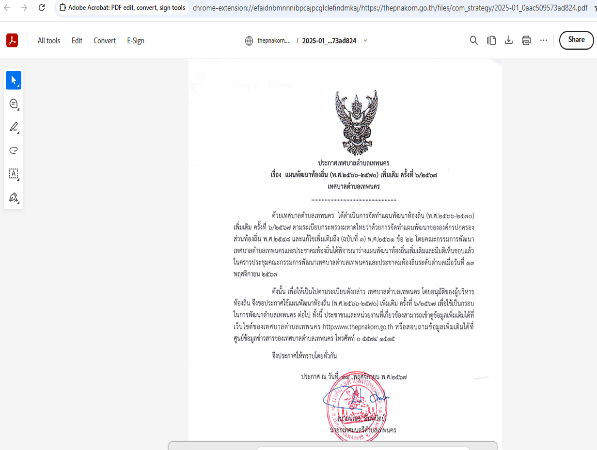 Adobe Acrobat: PDF edit, convert, sign tools
chrome-extension://efaidnbmnnnibpcajpcglclefindmkaj/https://thepnakorn.go.th/files/com_strategy/2025-01_0aac509573ad824.pdf
All tools Edit Convert E-Sign
thepnakorn.... / 2025-01_...73ad824
Share
ประกาศเทศบาลตำบลเทพนคร
เรื่อง แผนพัฒนาท้องถิ่น (พ.ศ.๒๕๖๖-๒๕๗๐) เพิ่มเติม ครั้งที่ ๖/๒๕๖๗
เทศบาลตำบลเทพนคร
ด้วยเทศบาลตำบลเทพนคร ได้ดำเนินการจัดทำแผนพัฒนาท้องถิ่น (พ.ศ.๒๕๖๖-๒๕๗๐)
เพิ่มเติม ครั้งที่ ๖/๒๕๖๗ ตามระเบียบกระทรวงมหาดไทยว่าด้วยการจัดทำแผนพัฒนาขององค์กรปกครอง
ส่วนท้องถิ่น พ.ศ.๒๕๔๘ และแก้ไขเพิ่มเติมถึง (ฉบับที่ ๓) พ.ศ.๒๕๖๑ ข้อ ๒๒ โดยคณะกรรมการพัฒนา
เทศบาลตำบลเทพนครและประชาคมท้องถิ่นได้พิจารณาร่างแผนพัฒนาท้องถิ่นเพิ่มเติมและมีมติเห็นชอบแล้ว
ในคราวประชุมคณะกรรมการพัฒนาเทศบาลตำบลเทพนครและประชาคมท้องถิ่นระดับตำบลเมื่อวันที่ ๑๓
พฤศจิกายน ๒๕๖๗
ดังนั้น เพื่อให้เป็นไปตามระเบียบดังกล่าว เทศบาลตำบลเทพนคร โดยอนุมัติของผู้บริหาร
ท้องถิ่น จึงขอประกาศใช้แผนพัฒนาท้องถิ่น (พ.ศ.๒๕๖๖-๒๕๗๐) เพิ่มเติม ครั้งที่ ๖/๒๕๖๗ เพื่อใช้เป็นกรอบ
ในการพัฒนาตำบลเทพนคร ต่อไป ทั้งนี้ ประชาชนและหน่วยงานที่เกี่ยวข้องสามารถเข้าดูข้อมูลเพิ่มเติมได้ที่
เว็บไซต์ของเทศบาลตำบลเทพนคร http:www.thepnakorn.go.th หรือสอบถามข้อมูลเพิ่มเติมได้ที่
ศูนย์ข้อมูลข่าวสารของเทศบาลตำบลเทพนคร โทรศัพท์
จึงประกาศให้ทราบโดยทั่วกัน
ประกาศ ณ วันที่ พฤศจิกายน พ.ศ.๒๕๖๗
นายกเทศมนตรีตำบลเทพนคร